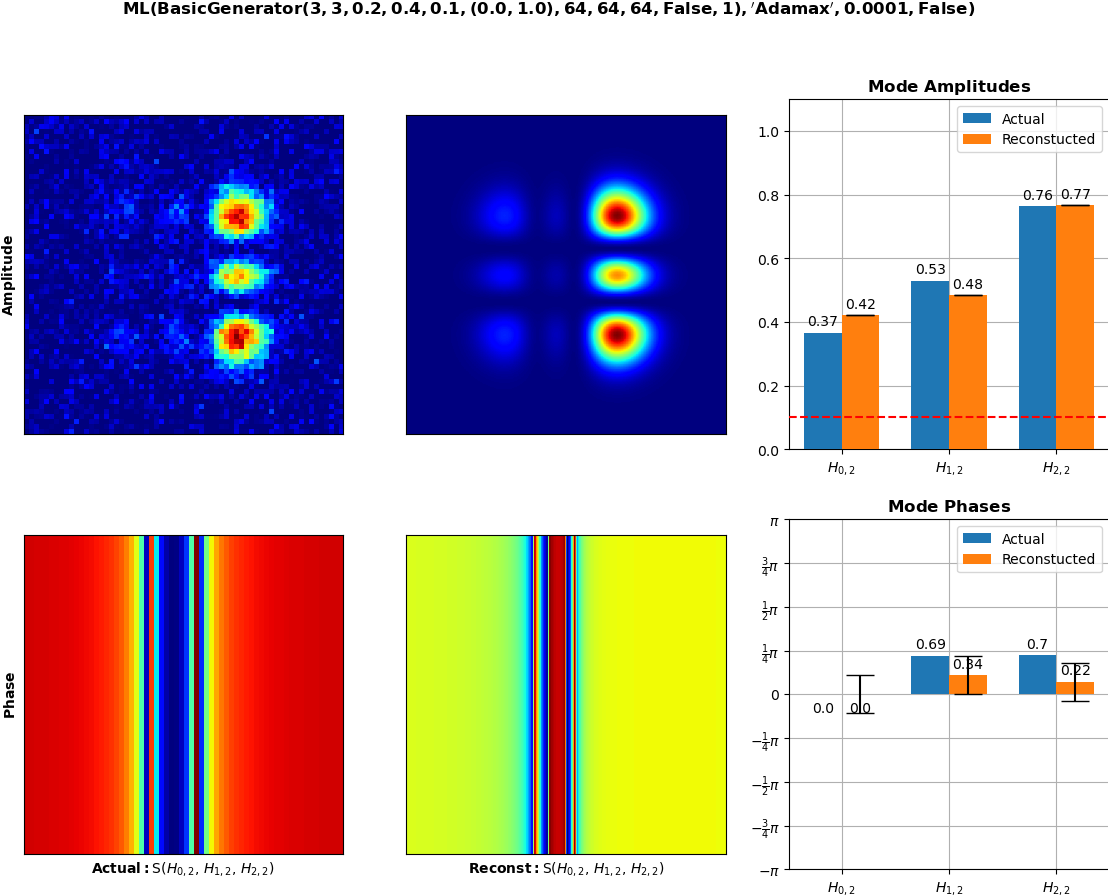 ML(BasicGenerator(3, 3, 0.2, 0.4, 0.1, (0.0, 1.0), 64, 64, 64, False, 1), ′Adamax′, 0.0001, False)
Amplitude
Mode Amplitudes
Actual
Reconstucted
1.0
0.8
0.6
0.4
0.2
0.0
0.37
0.42
0.53
0.48
0.76
0.77
H0, 2
H1, 2
H2, 2
Phase
Actual: S(H0, 2, H1, 2, H2, 2)
Reconst: S(H0, 2, H1, 2, H2, 2)
Mode Phases
Actual
Reconstucted
π
3/4π
1/2π
1/4π
0
−1/4π
−1/2π
−3/4π
−π
0.0
0.0
0.69
0.34
0.7
0.22
H0, 2
H1, 2
H2, 2